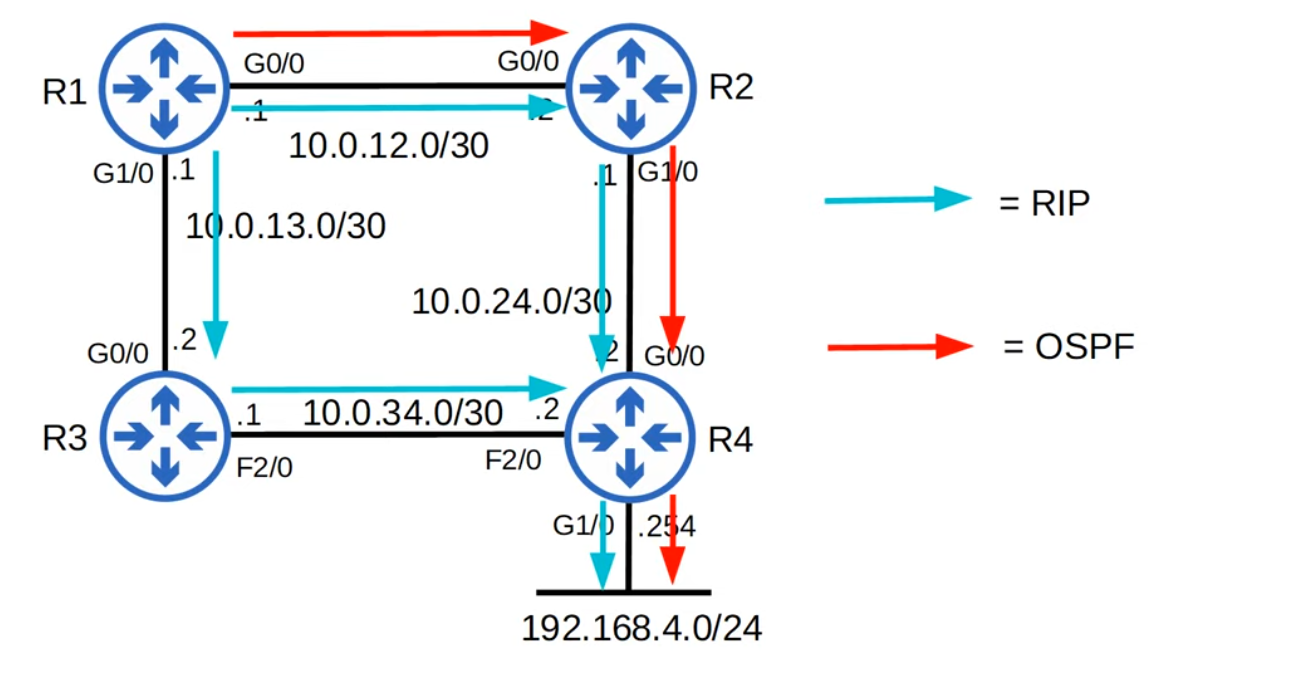 G0/0
G0/0
R1
R2
.1
.2
10.0.12.0/30
G1/0
.1
.1
G1/0
= RIP
10.0.13.0/30
10.0.24.0/30
.2
G0/0
.2
G0/0
= OSPF
.1
10.0.34.0/30
.2
R3
R4
F2/0
F2/0
G1/0
.254
192.168.4.0/24